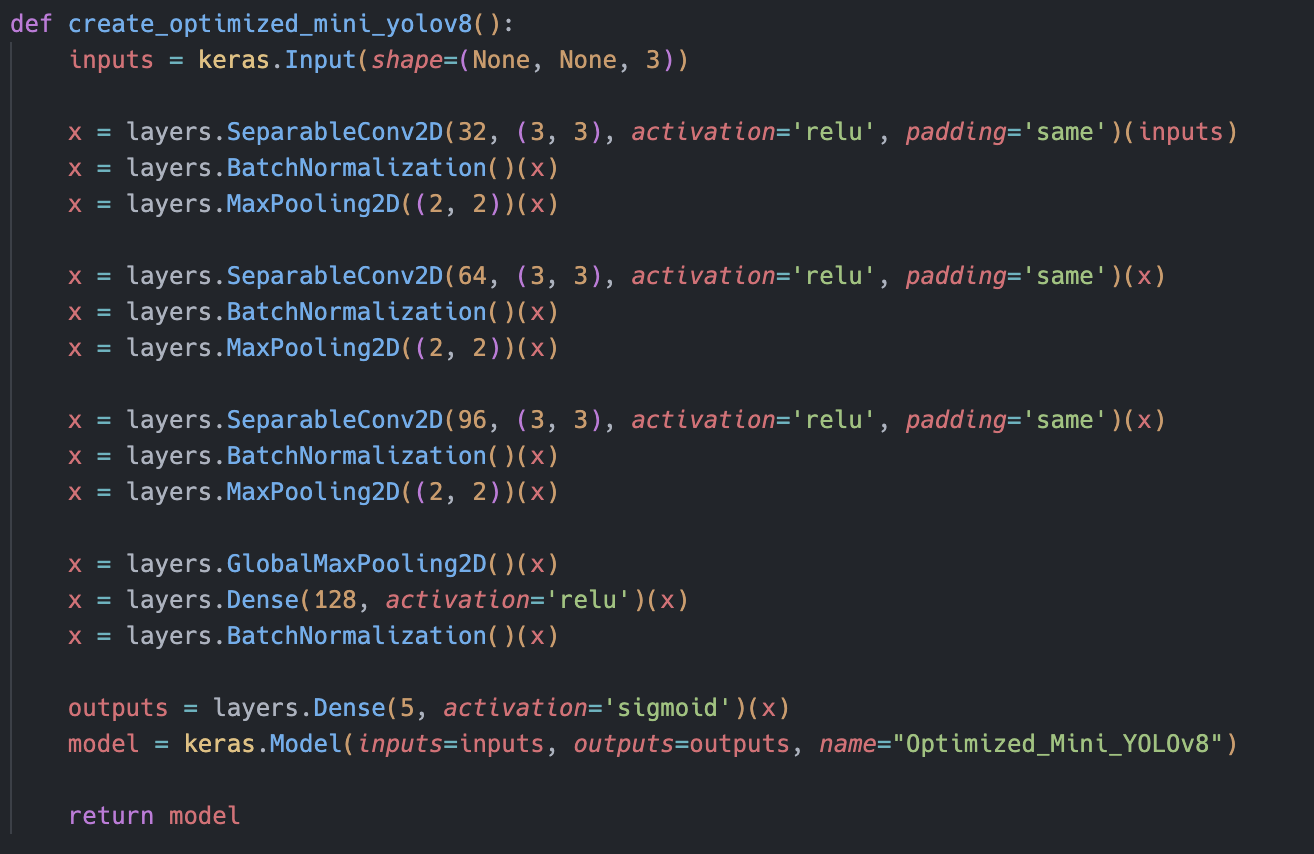 def create_optimized_mini_yolov8():
    inputs = keras.Input(shape=(None, None, 3))

    x = layers.SeparableConv2D(32, (3, 3), activation='relu', padding='same')(inputs)
    x = layers.BatchNormalization()(x)
    x = layers.MaxPooling2D((2, 2))(x)

    x = layers.SeparableConv2D(64, (3, 3), activation='relu', padding='same')(x)
    x = layers.BatchNormalization()(x)
    x = layers.MaxPooling2D((2, 2))(x)

    x = layers.SeparableConv2D(96, (3, 3), activation='relu', padding='same')(x)
    x = layers.BatchNormalization()(x)
    x = layers.MaxPooling2D((2, 2))(x)

    x = layers.GlobalMaxPooling2D()(x)
    x = layers.Dense(128, activation='relu')(x)
    x = layers.BatchNormalization()(x)

    outputs = layers.Dense(5, activation='sigmoid')(x)
    model = keras.Model(inputs=inputs, outputs=outputs, name="Optimized_Mini_YOLOv8")

    return model